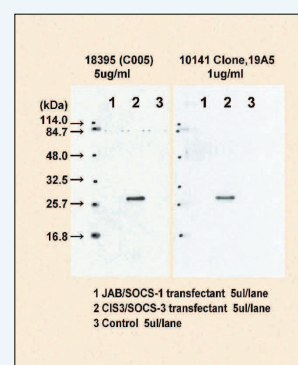 18395 (C005) 10141 Clone,19A5
5ug/ml 1ug/ml
(kDa) 1 2 3 1 2 3
114.0→
84.7→
48.0→
32.5→
25.7→
16.8→
1 JAB/SOCS-1 transfectant 5ul/lane
2 CIS3/SOCS-3 transfectant 5ul/lane
3 Control 5ul/lane